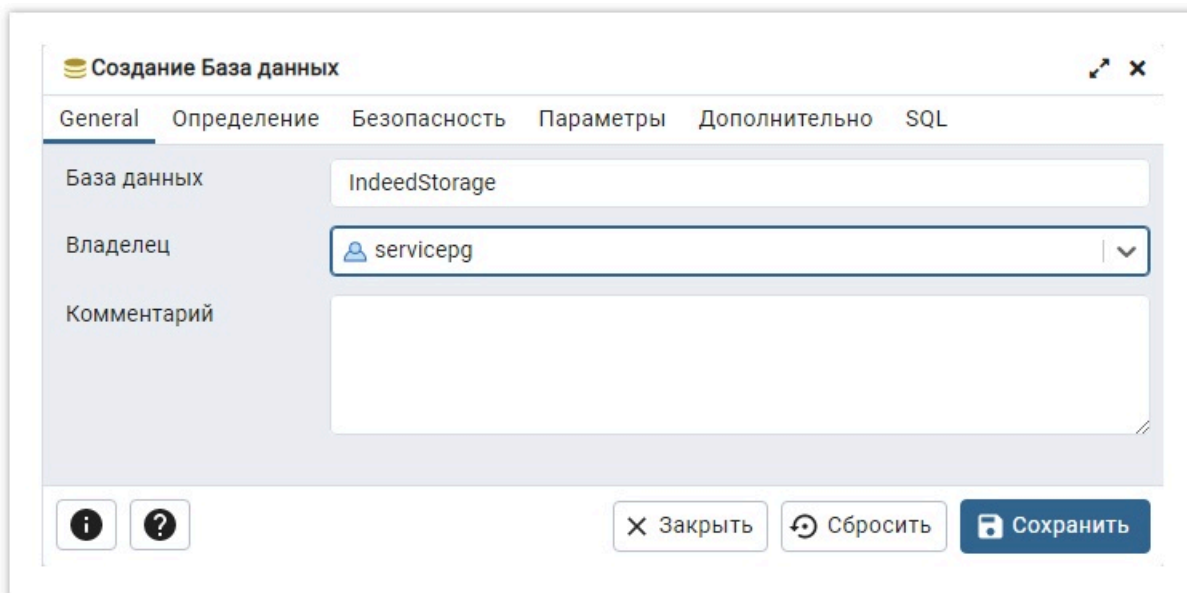 Создание База данных
General Определение Безопасность Параметры Дополнительно SQL
База данных IndeedStorage
Владелец servicepg
Комментарий
Закрыть Сбросить Сохранить